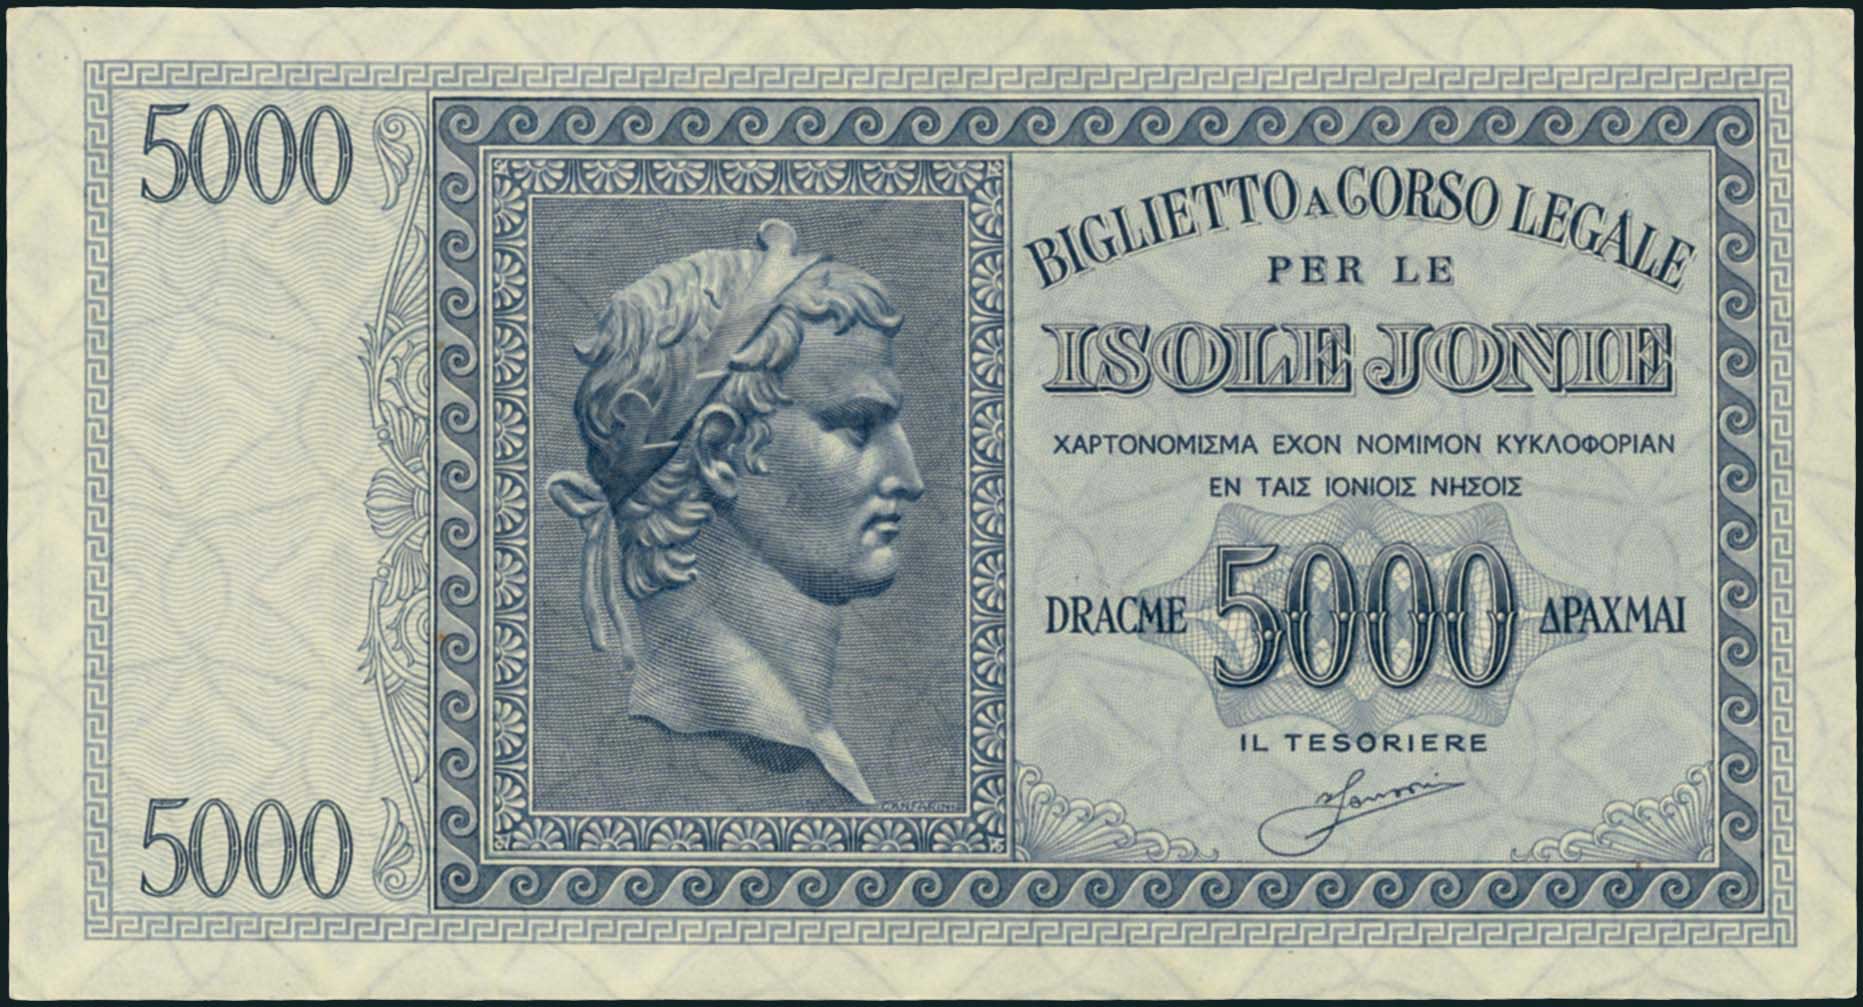 5000
BIGLIETTO A CORSO LEGALE
PER LE
ISOLE JONIE
ΧΑΡΤΟΝΟΜΙΣΜΑ ΕΧΟΝ ΝΟΜΙΜΟΝ ΚΥΚΛΟΦΟΡΙΑΝ
ΕΝ ΤΑΙΣ ΙΟΝΙΟΙΣ ΝΗΣΟΙΣ
DRACME 5000 ΔΡΑΧΜΑΙ
IL TESORIERE
5000